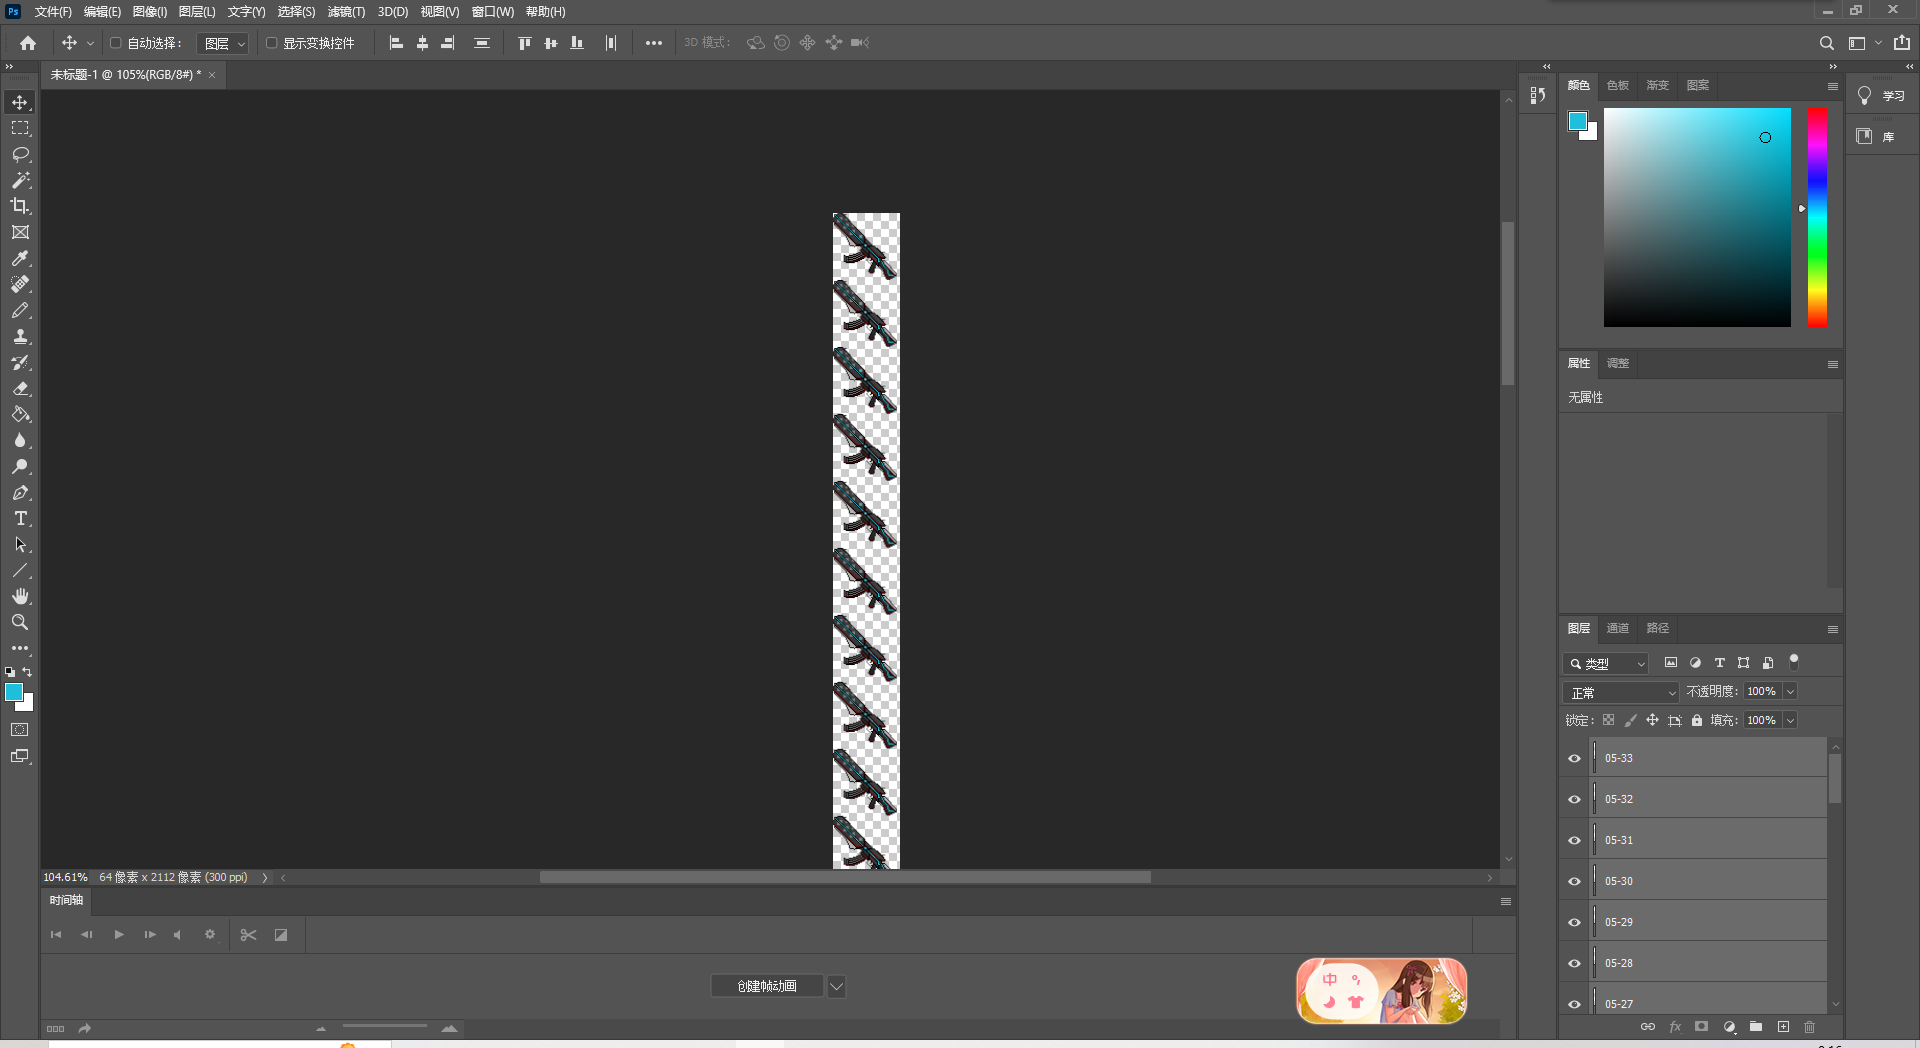 Ps 文件(F) 编辑(E) 图像(I) 图层(L) 文字(Y) 选择(S) 滤镜(T) 3D(D) 视图(V) 窗口(W) 帮助(H)
自动选择: 图层 显示变换控件 3D 模式:
未标题-1 @ 105%(RGB/8#) * ×
颜色 色板 渐变 图案
学习
库
属性 调整
无属性
图层 通道 路径
类型
正常 不透明度: 100%
锁定: 填充: 100%
05-33
05-32
05-31
05-30
05-29
05-28
05-27
fx
104.61% 64 像素 x 2112 像素 (300 ppi)
时间轴
创建帧动画
中